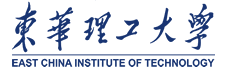 東華理工大學
EAST CHINA INSTITUTE OF TECHNOLOGY